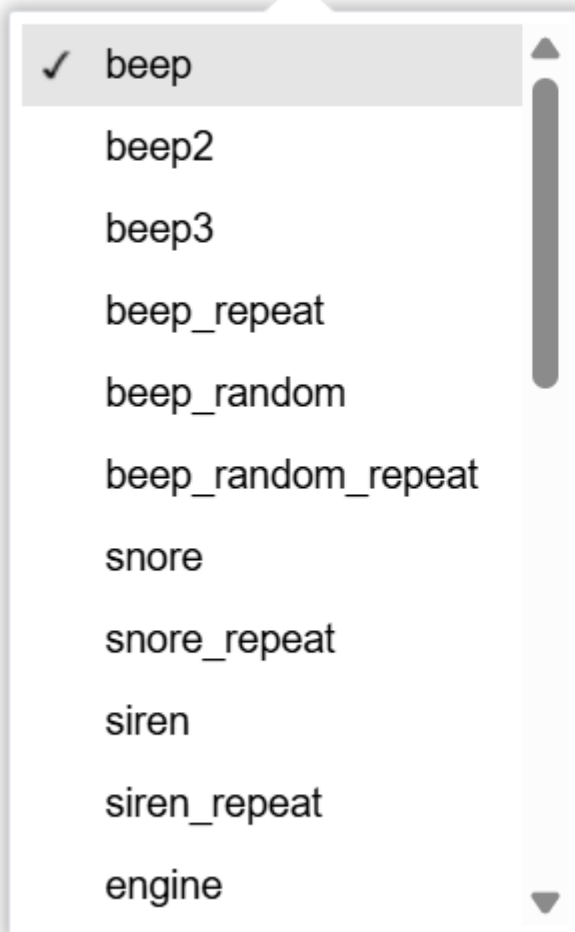 beep
beep2
beep3
beep_repeat
beep_random
beep_random_repeat
snore
snore_repeat
siren
siren_repeat
engine